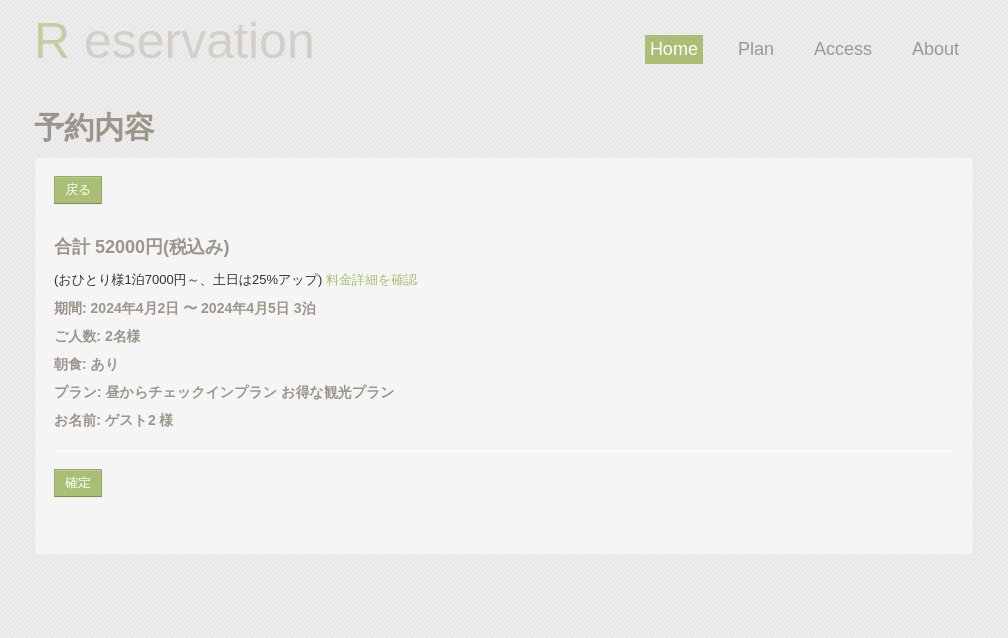 R eservation
Home Plan Access About
予約内容
戻る
合計 52000円(税込み)
(おひとり様1泊7000円～、土日は25%アップ) 料金詳細を確認
期間: 2024年4月2日 〜 2024年4月5日 3泊
ご人数: 2名様
朝食: あり
プラン: 昼からチェックインプラン お得な観光プラン
お名前: ゲスト2 様
確定